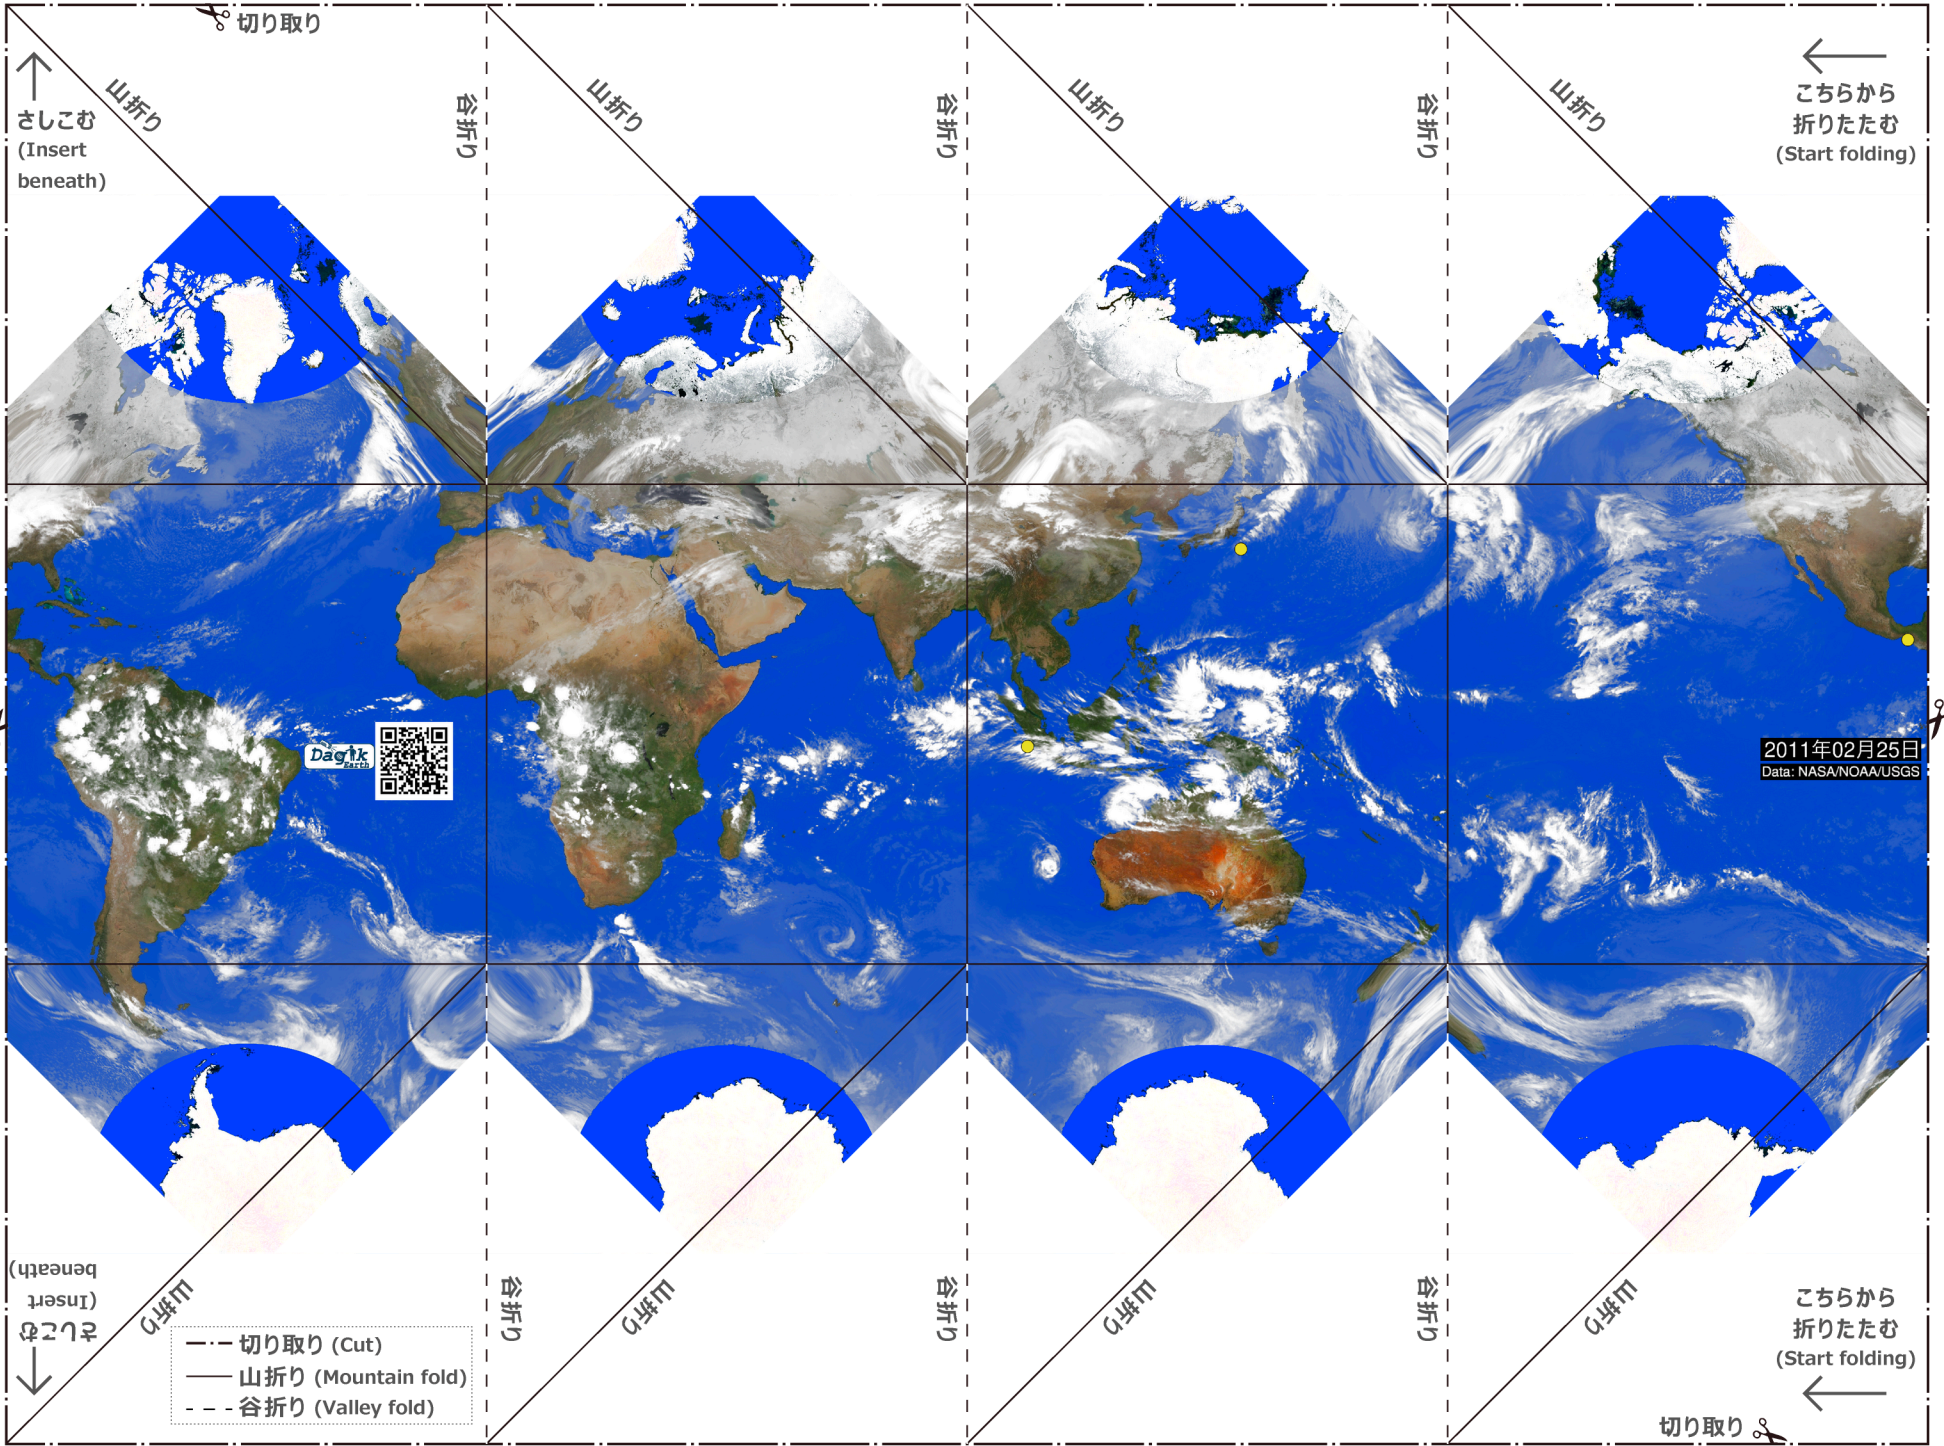 切り取り
さしこむ
(Insert
beneath)
山折り
谷折り
山折り
谷折り
山折り
谷折り
山折り
こちらから
折りたたむ
(Start folding)
Dagik
Earth
2011年02月25日
Data: NASA/NOAA/USGS
さしこむ
(Insert
beneath)
山折り
谷折り
山折り
谷折り
山折り
谷折り
山折り
こちらから
折りたたむ
(Start folding)
切り取り (Cut)
山折り (Mountain fold)
谷折り (Valley fold)
切り取り